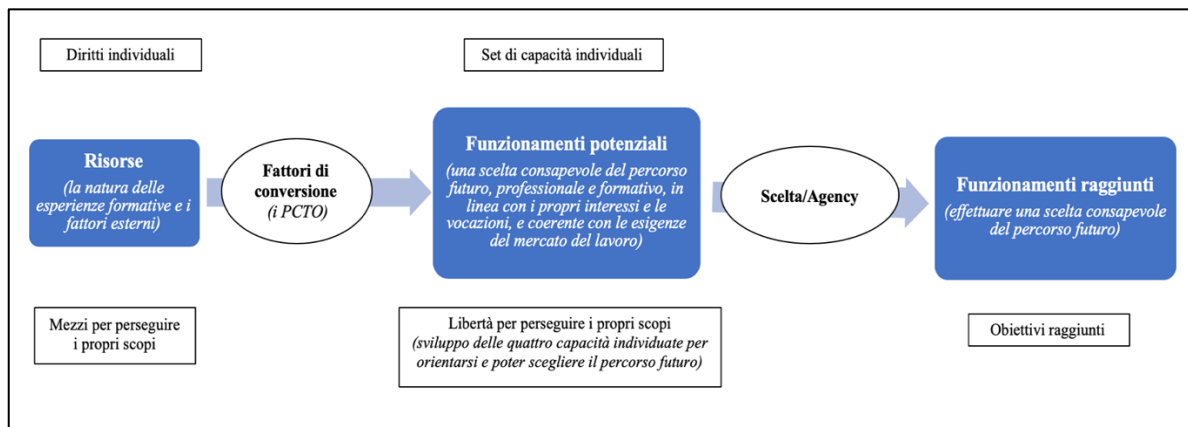 Diritti individuali
Set di capacità individuali
Risorse
(la natura delle
esperienze formative e i
fattori esterni)
Fattori di
conversione
(i PCTO)
Funzionamenti potenziali
(una scelta consapevole del percorso
futuro, professionale e formativo, in
linea con i propri interessi e le
vocazioni, e coerente con le esigenze
del mercato del lavoro)
Scelta/Agency
Funzionamenti raggiunti
(effettuare una scelta consapevole
del percorso futuro)
Mezzi per perseguire
i propri scopi
Libertà per perseguire i propri scopi
(sviluppo delle quattro capacità individuate per
orientarsi e poter scegliere il percorso futuro)
Obiettivi raggiunti